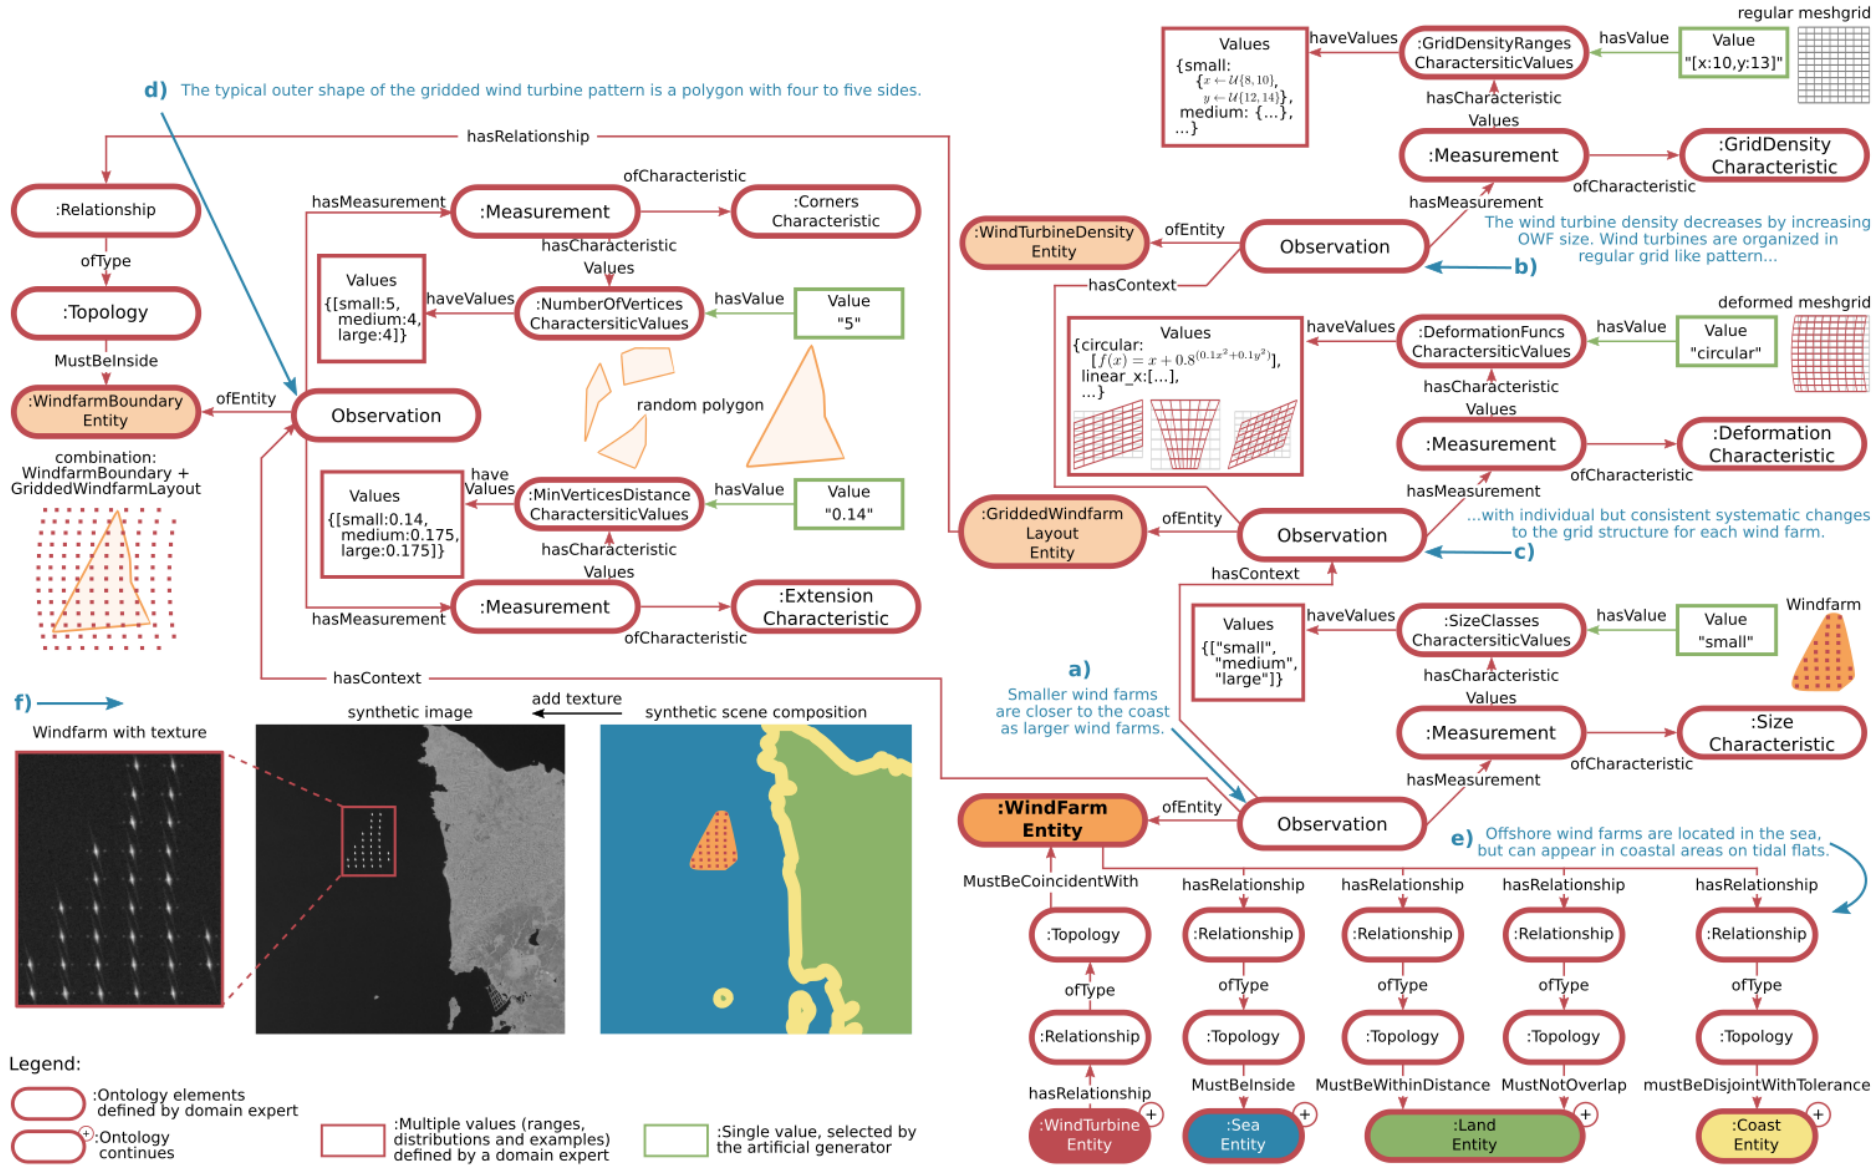 d) The typical outer shape of the gridded wind turbine pattern is a polygon with four to five sides.
hasRelationship
:Relationship
ofType
:Topology
MustBeInside
:WindfarmBoundary
Entity
ofEntity
Observation
combination:
WindfarmBoundary +
GriddedWindfarmLayout
hasMeasurement
:Measurement
ofCharacteristic
:Corners
Characteristic
hasCharacteristic
Values
Values
{[small:5,
medium:4,
large:4]}
haveValues
:NumberOfVertices
CharactersiticValues
hasValue
Value
"5"
random polygon
Values
{[small:0.14,
medium:0.175,
large:0.175]}
have
Values
:MinVerticesDistance
CharactersiticValues
hasValue
Value
"0.14"
hasCharacteristic
Values
hasMeasurement
:Measurement
ofCharacteristic
:Extension
Characteristic
hasContext
regular meshgrid
Values
{small:
{x ← U{8, 10},
y ← U{12, 14}},
medium: {...},
...}
haveValues
:GridDensityRanges
CharactersiticValues
hasValue
Value
"[x:10,y:13]"
hasCharacteristic
Values
:Measurement
ofCharacteristic
:GridDensity
Characteristic
hasMeasurement
:WindTurbineDensity
Entity
ofEntity
Observation
The wind turbine density decreases by increasing
OWF size. Wind turbines are organized in
regular grid like pattern...
b)
hasContext
deformed meshgrid
Values
{circular:
[f(x) = x + 0.8^(0.1x²+0.1y²)],
linear_x:[...],
...}
haveValues
:DeformationFuncs
CharactersiticValues
hasValue
Value
"circular"
hasCharacteristic
Values
:Measurement
ofCharacteristic
:Deformation
Characteristic
hasMeasurement
:GriddedWindfarm
Layout
Entity
ofEntity
Observation
...with individual but consistent systematic changes
to the grid structure for each wind farm.
c)
hasContext
Windfarm
Values
{["small",
"medium",
"large"]}
haveValues
:SizeClasses
CharactersiticValues
hasValue
Value
"small"
hasCharacteristic
Values
:Measurement
ofCharacteristic
:Size
Characteristic
hasMeasurement
a)
Smaller wind farms
are closer to the coast
as larger wind farms.
:WindFarm
Entity
ofEntity
Observation
e) Offshore wind farms are located in the sea,
but can appear in coastal areas on tidal flats.
f)
Windfarm with texture
synthetic image
add texture
synthetic scene composition
MustBeCoincidentWith
hasRelationship
hasRelationship
hasRelationship
hasRelationship
:Topology
:Relationship
:Relationship
:Relationship
:Relationship
ofType
ofType
ofType
ofType
ofType
:Relationship
:Topology
:Topology
:Topology
:Topology
hasRelationship
MustBeInside
MustBeWithinDistance
MustNotOverlap
mustBeDisjointWithTolerance
:WindTurbine
Entity
+
:Sea
Entity
+
:Land
Entity
+
:Coast
Entity
+
Legend:
:Ontology elements
defined by domain expert
+
:Ontology
continues
:Multiple values (ranges,
distributions and examples)
defined by a domain expert
:Single value, selected by
the artificial generator